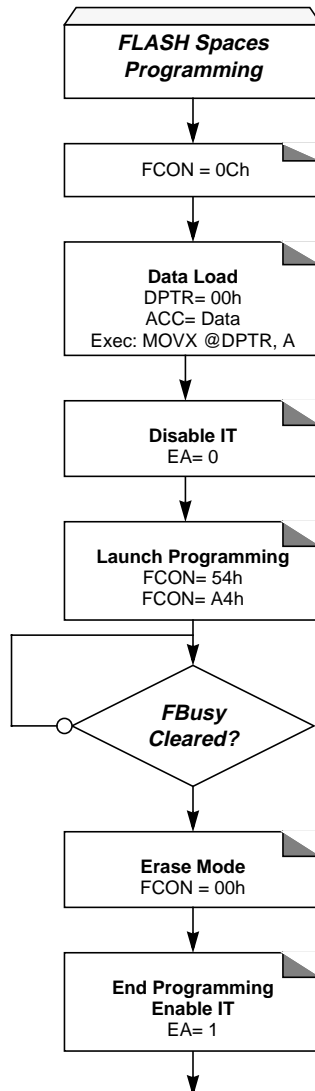 FLASH Spaces
Programming
FCON = 0Ch
Data Load
DPTR= 00h
ACC= Data
Exec: MOVX @DPTR, A
Disable IT
EA= 0
Launch Programming
FCON= 54h
FCON= A4h
FBusy
Cleared?
Erase Mode
FCON = 00h
End Programming
Enable IT
EA= 1